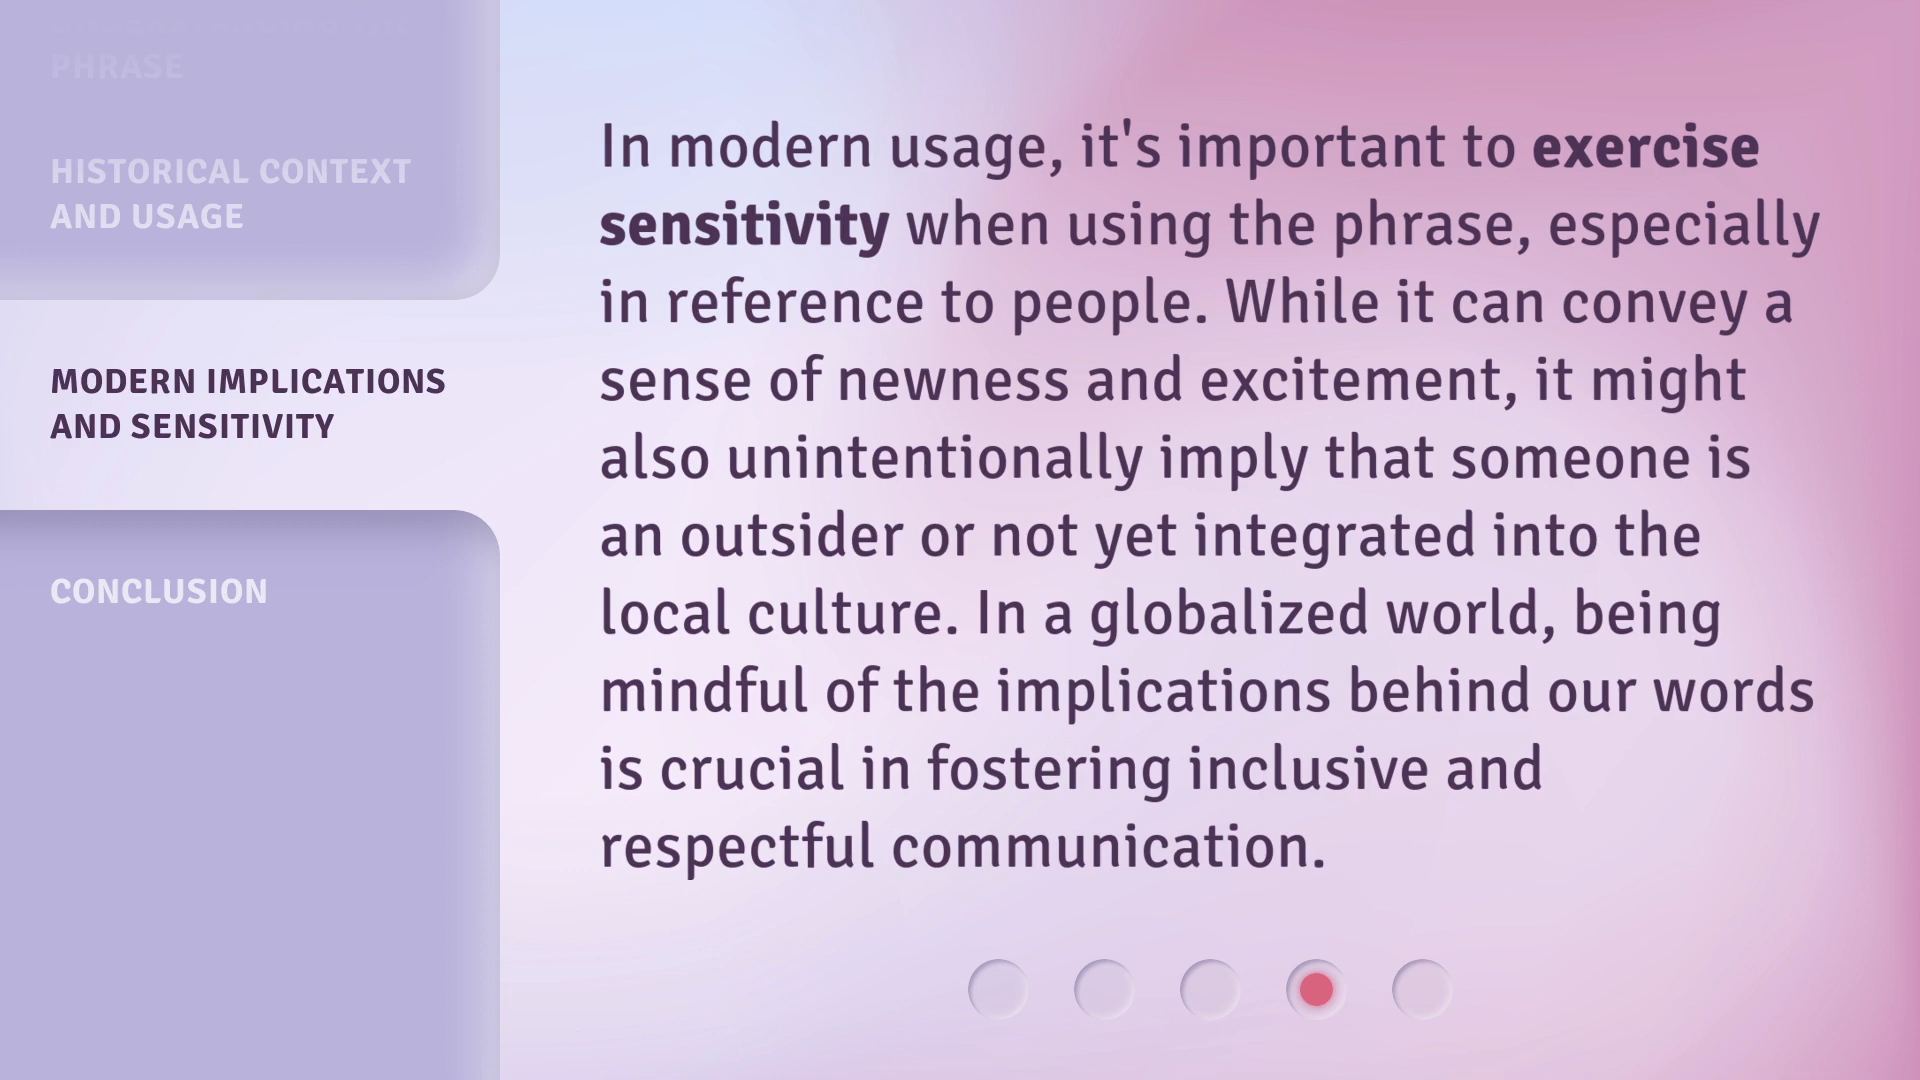 PHRASE
HISTORICAL CONTEXT
AND USAGE
MODERN IMPLICATIONS
AND SENSITIVITY
CONCLUSION
In modern usage, it's important to exercise
sensitivity when using the phrase, especially
in reference to people. While it can convey a
sense of newness and excitement, it might
also unintentionally imply that someone is
an outsider or not yet integrated into the
local culture. In a globalized world, being
mindful of the implications behind our words
is crucial in fostering inclusive and
respectful communication.